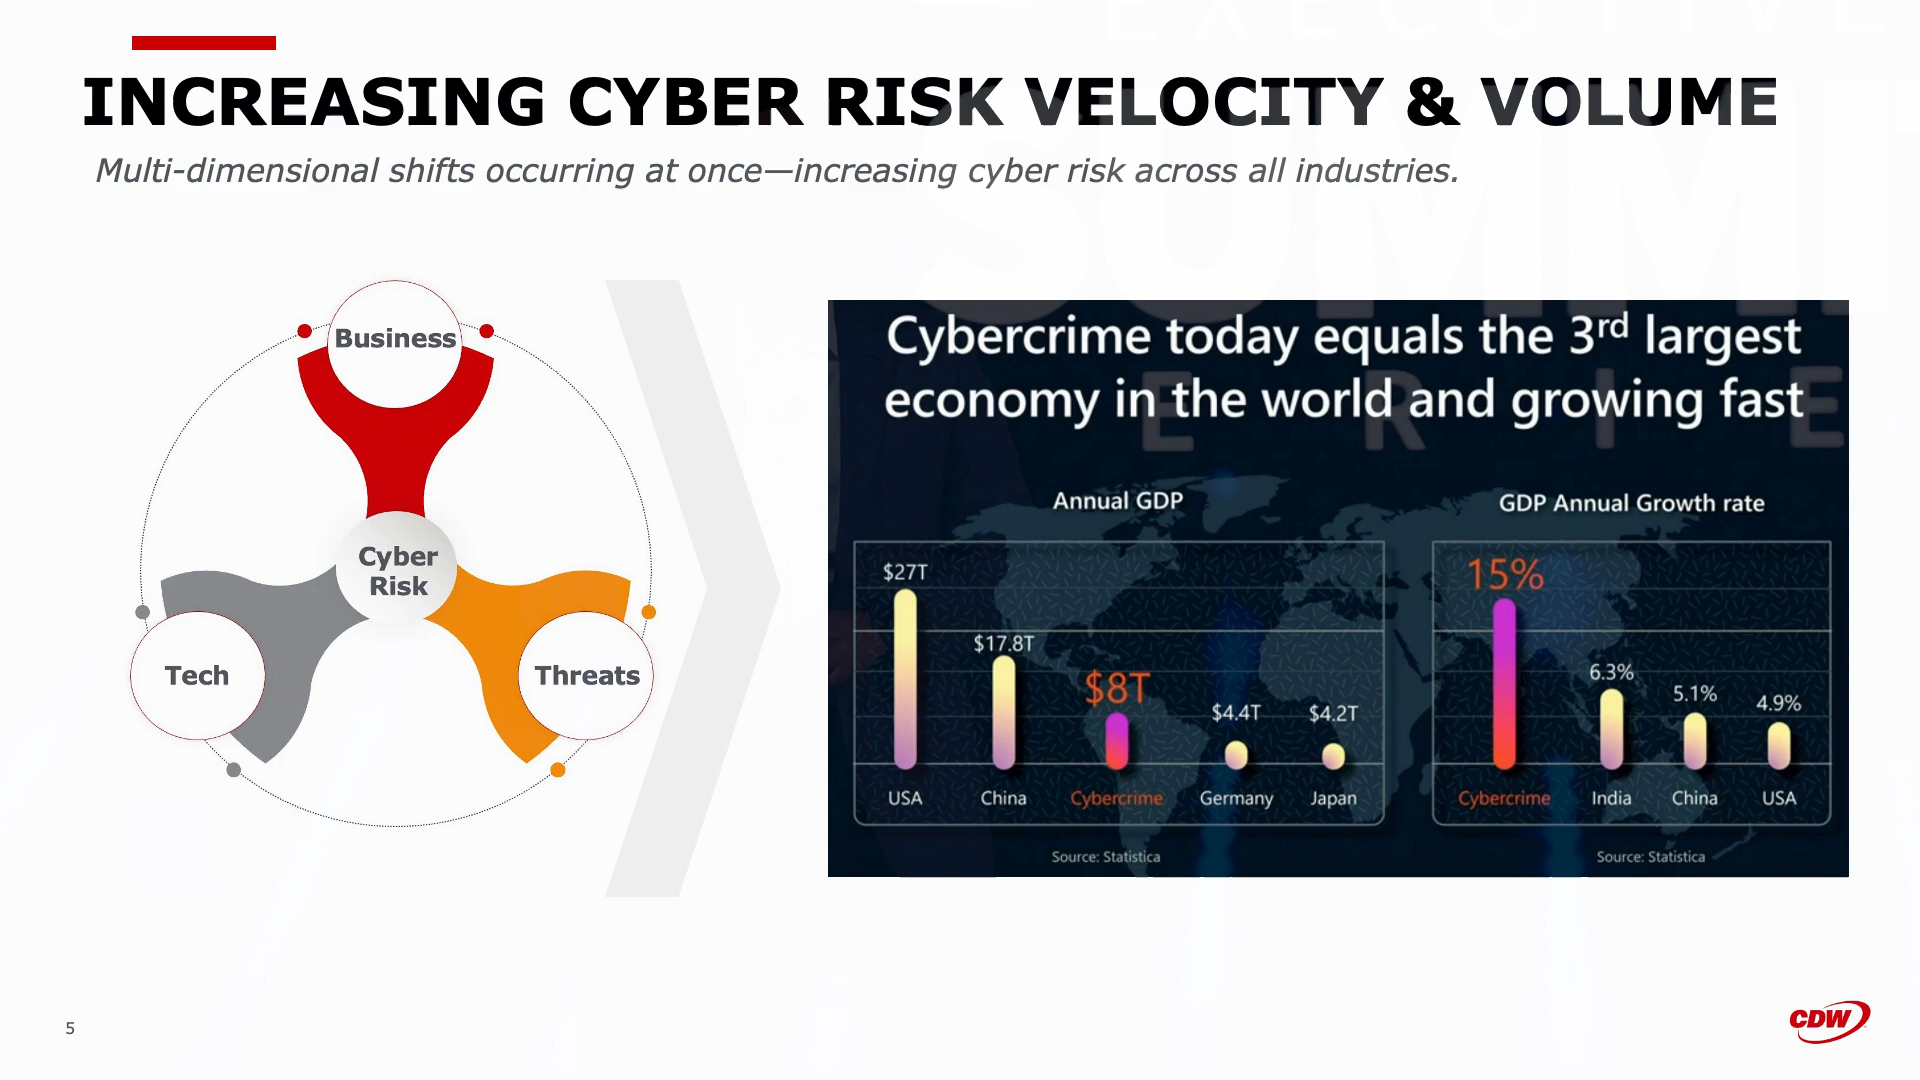 INCREASING CYBER RISK VELOCITY & VOLUME
Multi-dimensional shifts occurring at once—increasing cyber risk across all industries.
Business
Cyber
Risk
Tech
Threats
Cybercrime today equals the 3rd largest
economy in the world and growing fast
Annual GDP
$27T
$17.8T
$8T
$4.4T
$4.2T
USA
China
Cybercrime
Germany
Japan
Source: Statistica
GDP Annual Growth rate
15%
6.3%
5.1%
4.9%
Cybercrime
India
China
USA
Source: Statistica
5
CDW